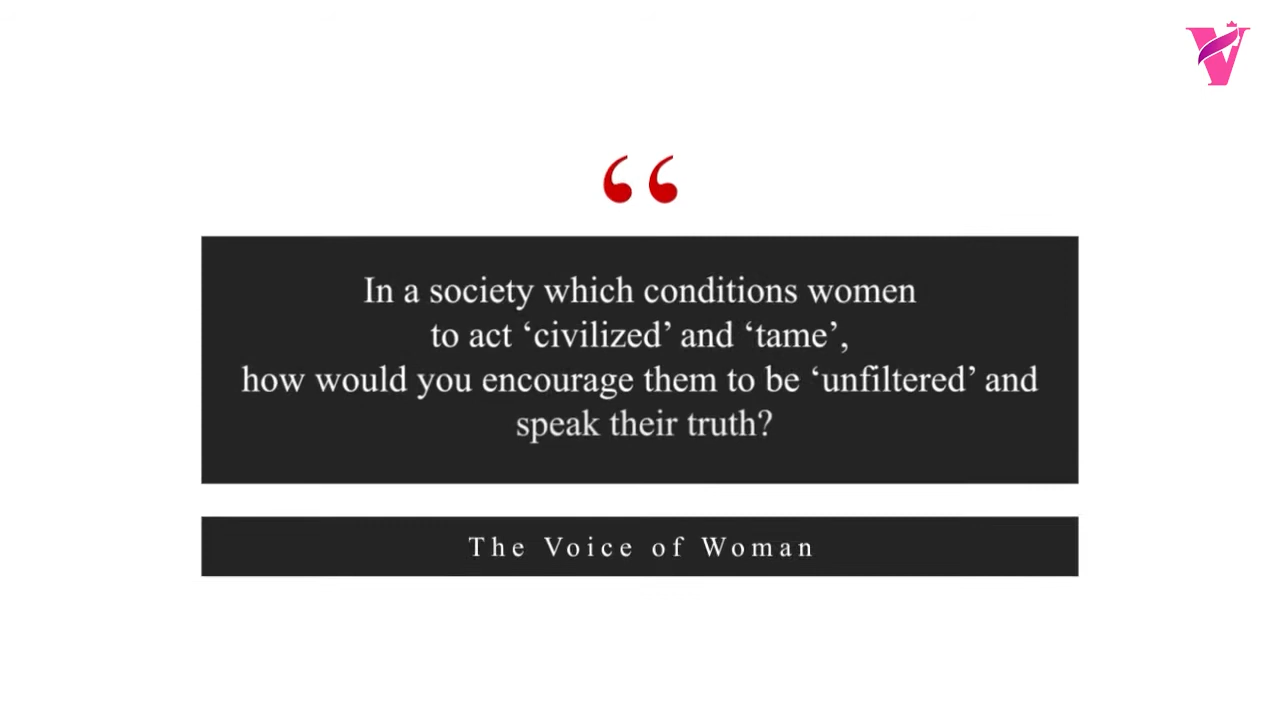 “
In a society which conditions women
to act ‘civilized’ and ‘tame’,
how would you encourage them to be ‘unfiltered’ and
speak their truth?
The Voice of Woman